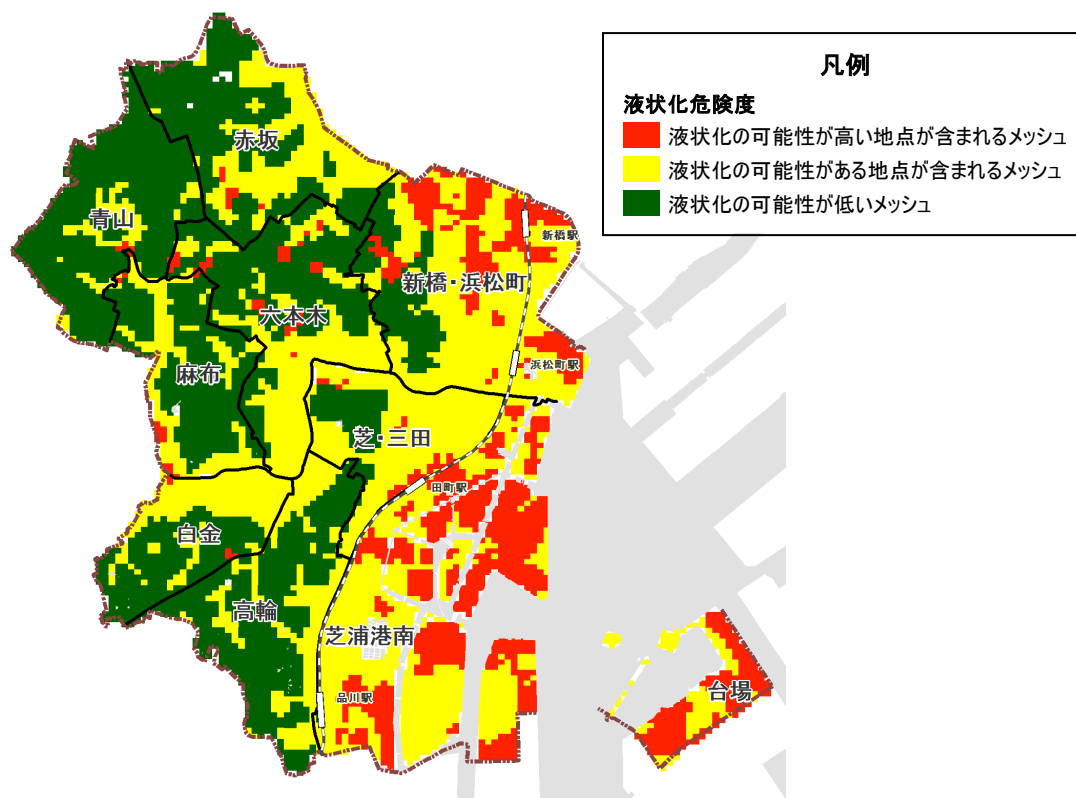 凡例
液状化危険度
液状化の可能性が高い地点が含まれるメッシュ
液状化の可能性がある地点が含まれるメッシュ
液状化の可能性が低いメッシュ
赤坂
青山
新橋駅
新橋・浜松町
六本木
浜松町駅
麻布
芝・三田
田町駅
白金
高輪
芝浦港南
品川駅
台場